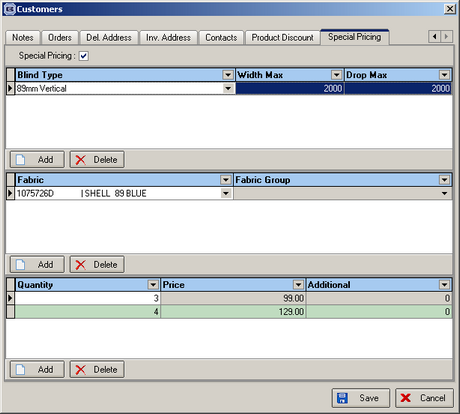 Customers
Notes Orders Del. Address Inv. Address Contacts Product Discount Special Pricing
Special Pricing :
Blind Type Width Max Drop Max
89mm Vertical 2000 2000
Add Delete
Fabric Fabric Group
1075726D | SHELL 89 BLUE
Add Delete
Quantity Price Additional
3 99.00 0
4 129.00 0
Add Delete
Save Cancel